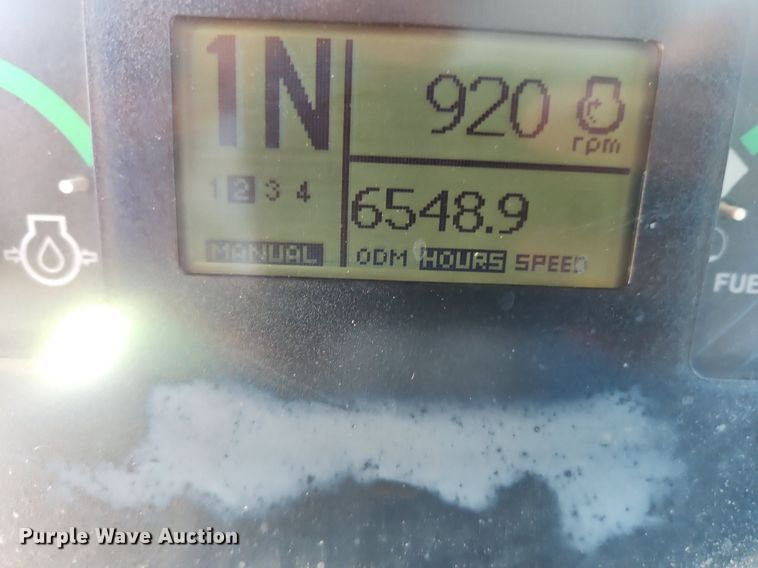 1N
920
rpm
1 2 3 4
6548.9
MANUAL
ODM HOURS SPEED
FUE
Purple Wave Auction